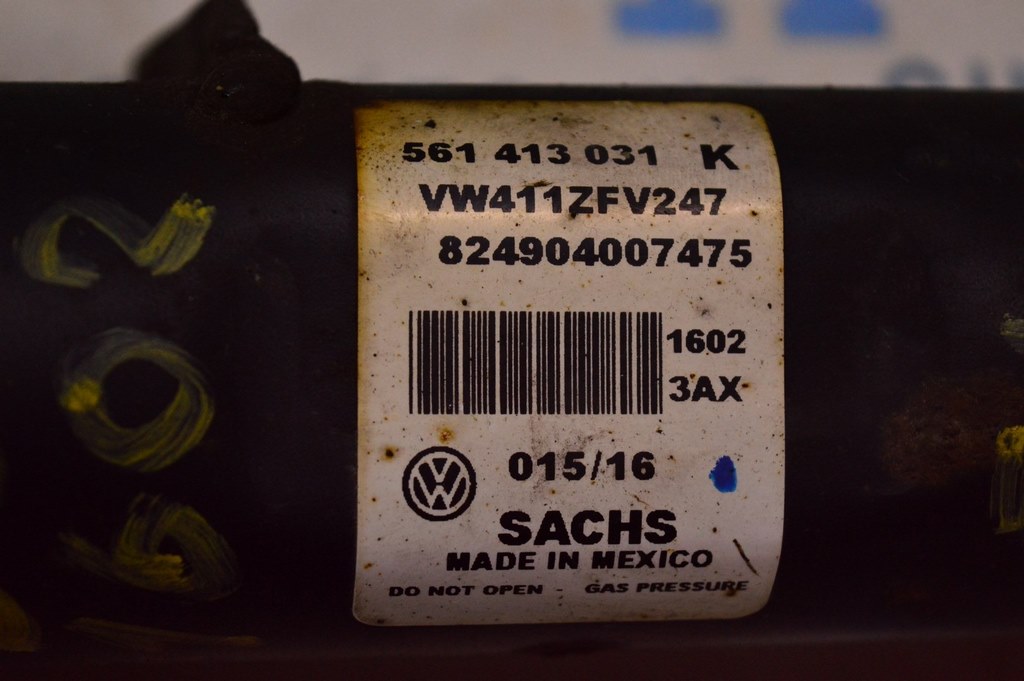 561 413 031 K
VW411ZFV247
824904007475
1602
3AX
015/16
SACHS
MADE IN MEXICO
DO NOT OPEN - GAS PRESSURE